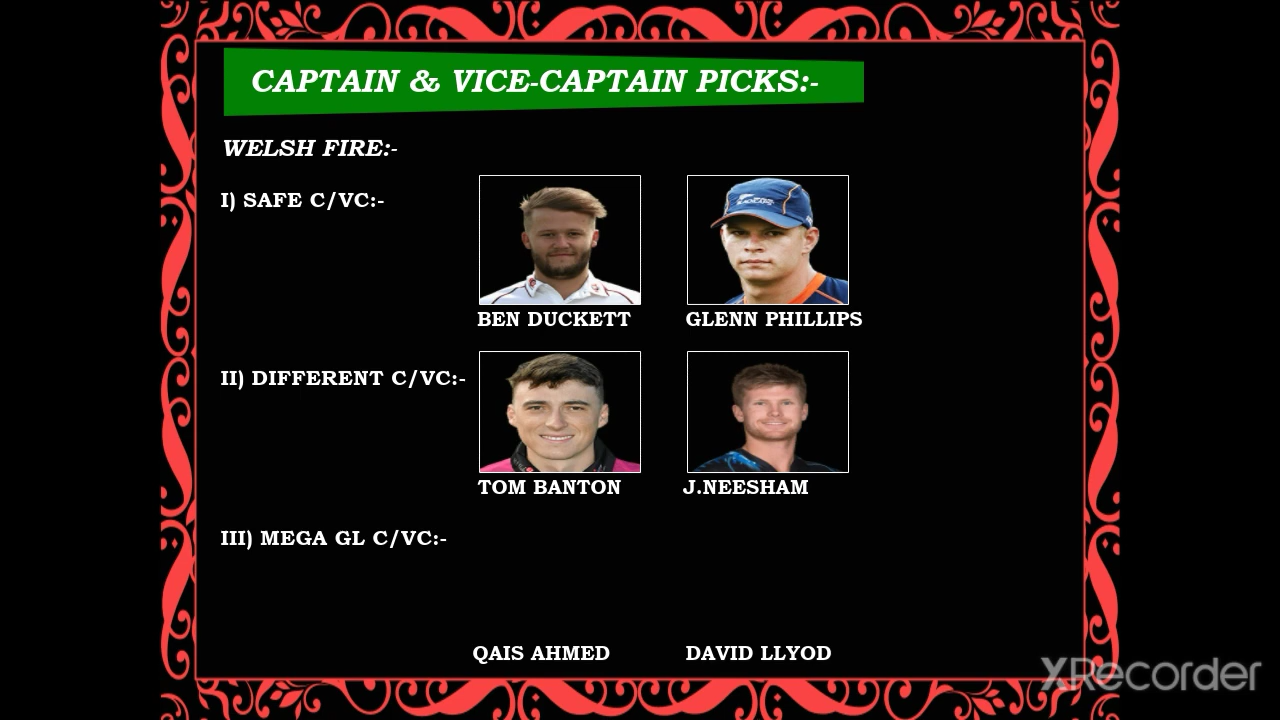 CAPTAIN & VICE-CAPTAIN PICKS:-
WELSH FIRE:-
I) SAFE C/VC:-
BEN DUCKETT GLENN PHILLIPS
II) DIFFERENT C/VC:-
TOM BANTON J.NEESHAM
III) MEGA GL C/VC:-
QAIS AHMED DAVID LLYOD
XRecorder